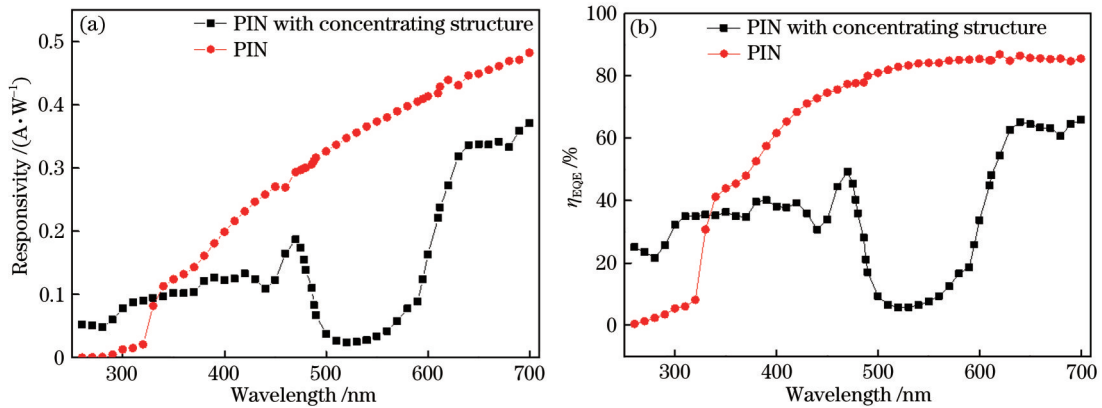 (a)
PIN with concentrating structure
PIN
0.5
0.4
0.3
0.2
0.1
0
300
400
500
600
700
Wavelength /nm
Responsivity /(A·W⁻¹)
(b)
PIN with concentrating structure
PIN
100
80
60
40
20
0
300
400
500
600
700
Wavelength /nm
ηEQE /%